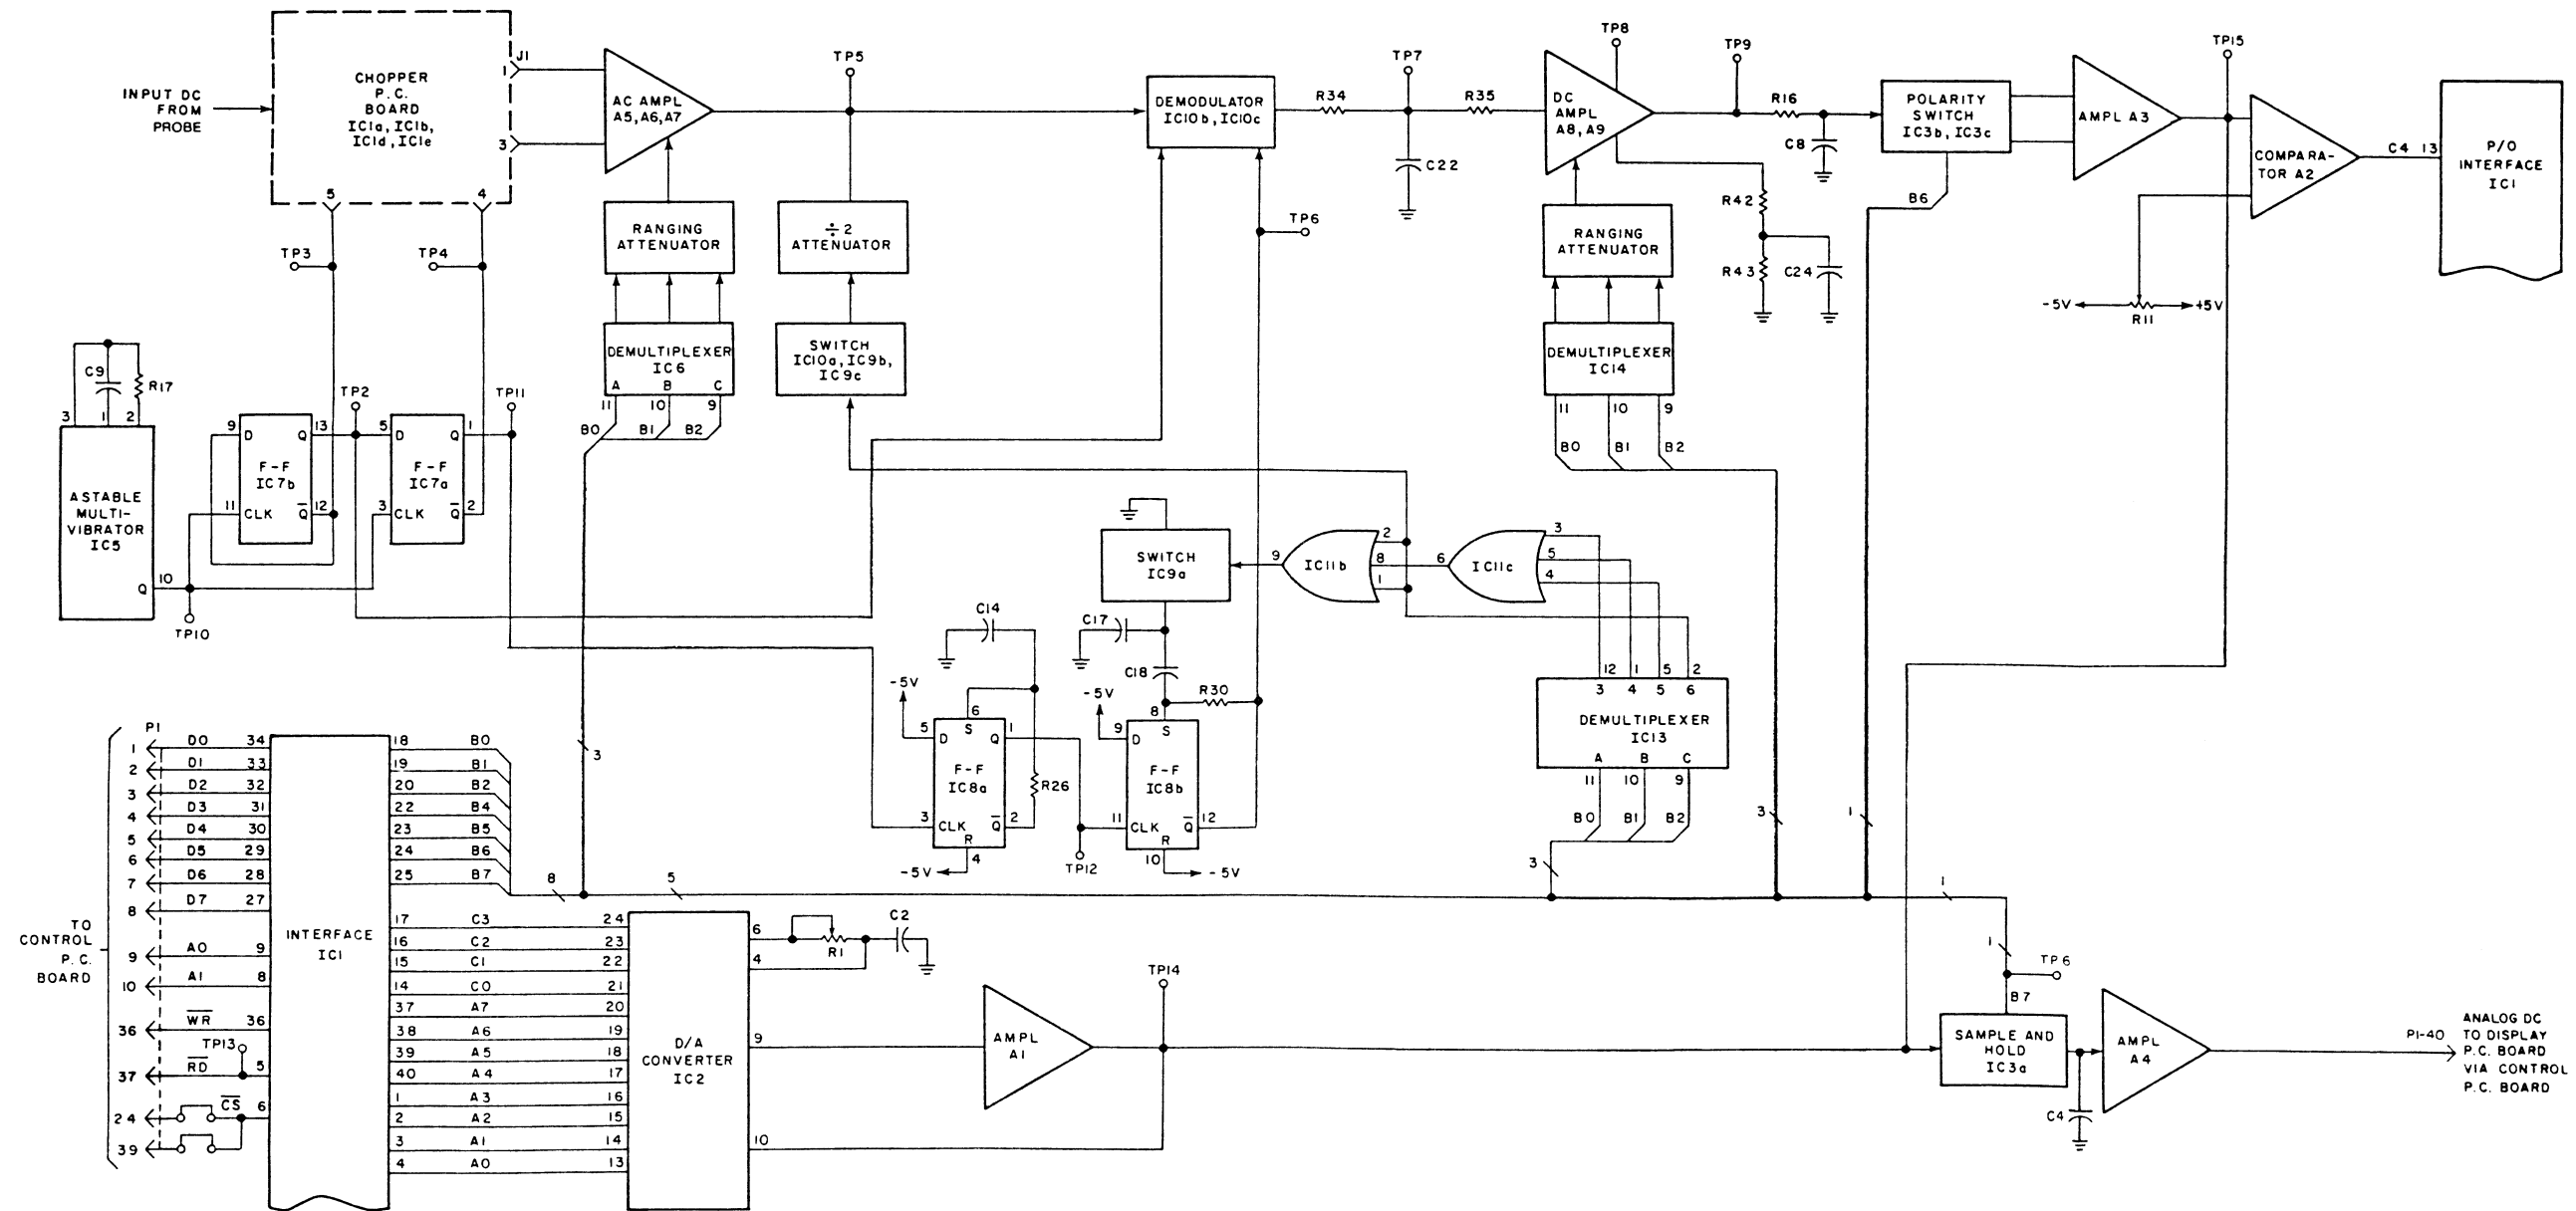 INPUT DC
FROM
PROBE
CHOPPER
P.C.
BOARD
IC1a, IC1b,
IC1d, IC1e
J1
1
3
5
4
TP3
TP4
AC AMPL
A5, A6, A7
TP5
RANGING
ATTENUATOR
÷2
ATTENUATOR
DEMULTIPLEXER
IC6
A B C
11 10 9
B0 B1 B2
SWITCH
IC10a, IC9b,
IC9c
DEMODULATOR
IC10b, IC10c
TP6
R34
TP7
C22
R35
DC
AMPL
A8, A9
TP8
TP9
R16
C8
R42
R43
C24
RANGING
ATTENUATOR
DEMULTIPLEXER
IC14
11 10 9
B0 B1 B2
POLARITY
SWITCH
IC3b, IC3c
B6
AMPL A3
TP15
COMPARA-
TOR A2
-5V
R11
+5V
C4 13
P/O
INTERFACE
IC1
C9
R17
3 1 2
ASTABLE
MULTI-
VIBRATOR
IC5
Q
10
TP10
9 D Q 13
F-F
IC7b
11 CLK Q 12
TP2
5 D Q 1
F-F
IC7a
3 CLK Q 2
TP11
SWITCH
IC9a
9
IC11b
2
8
1
6
IC11c
3
5
4
C14
C17
C18
R30
-5V
6
S
5 D Q 1
F-F
IC8a
3 CLK Q 2
R
4
-5V
R26
TP12
-5V
8
S
9 D
F-F
IC8b
11 CLK Q 12
R
10
-5V
12 1 5 2
3 4 5 6
DEMULTIPLEXER
IC13
A B C
11 10 9
B0 B1 B2
3
3
3
1
8
5
1
1
TO
CONTROL
P.C.
BOARD
P1
1 D0 34
2 D1 33
3 D2 32
4 D3 31
5 D4 30
6 D5 29
7 D6 28
8 D7 27
9 A0 9
10 A1 8
36 WR 36
TP13
37 RD 5
24 CS 6
39
INTERFACE
IC1
18 B0
19 B1
20 B2
22 B4
23 B5
24 B6
25 B7
17 C3 24
16 C2 23
15 C1 22
14 C0 21
37 A7 20
38 A6 19
39 A5 18
40 A4 17
1 A3 16
2 A2 15
3 A1 14
4 A0 13
D/A
CONVERTER
IC2
6
4
R1
C2
9
10
AMPL
A1
TP14
TP6
B7
SAMPLE AND
HOLD
IC3a
C4
AMPL
A4
P1-40
ANALOG DC
TO DISPLAY
P.C. BOARD
VIA CONTROL
P.C. BOARD